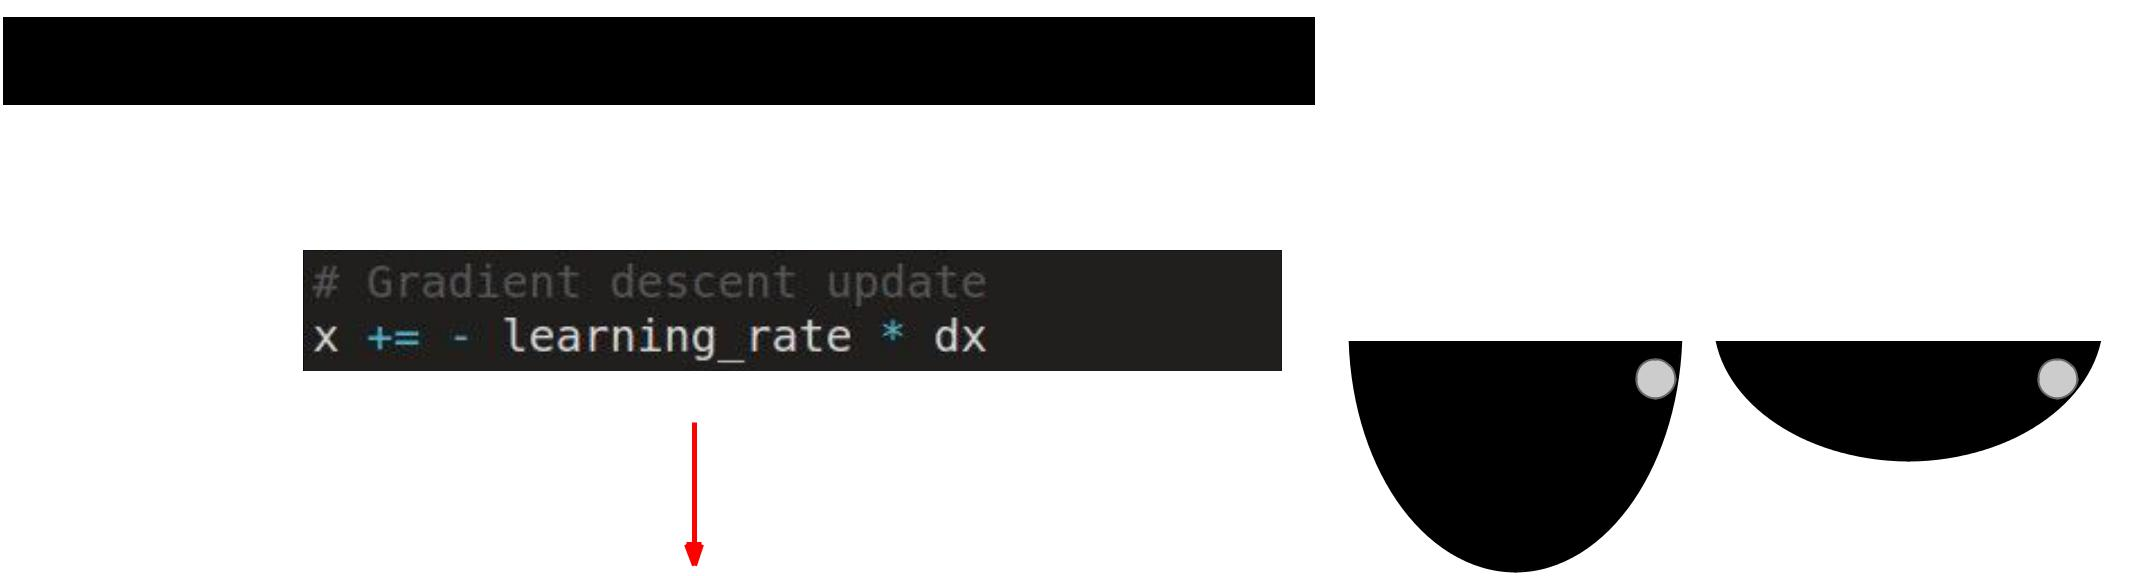 # Gradient descent update
x += - learning_rate * dx